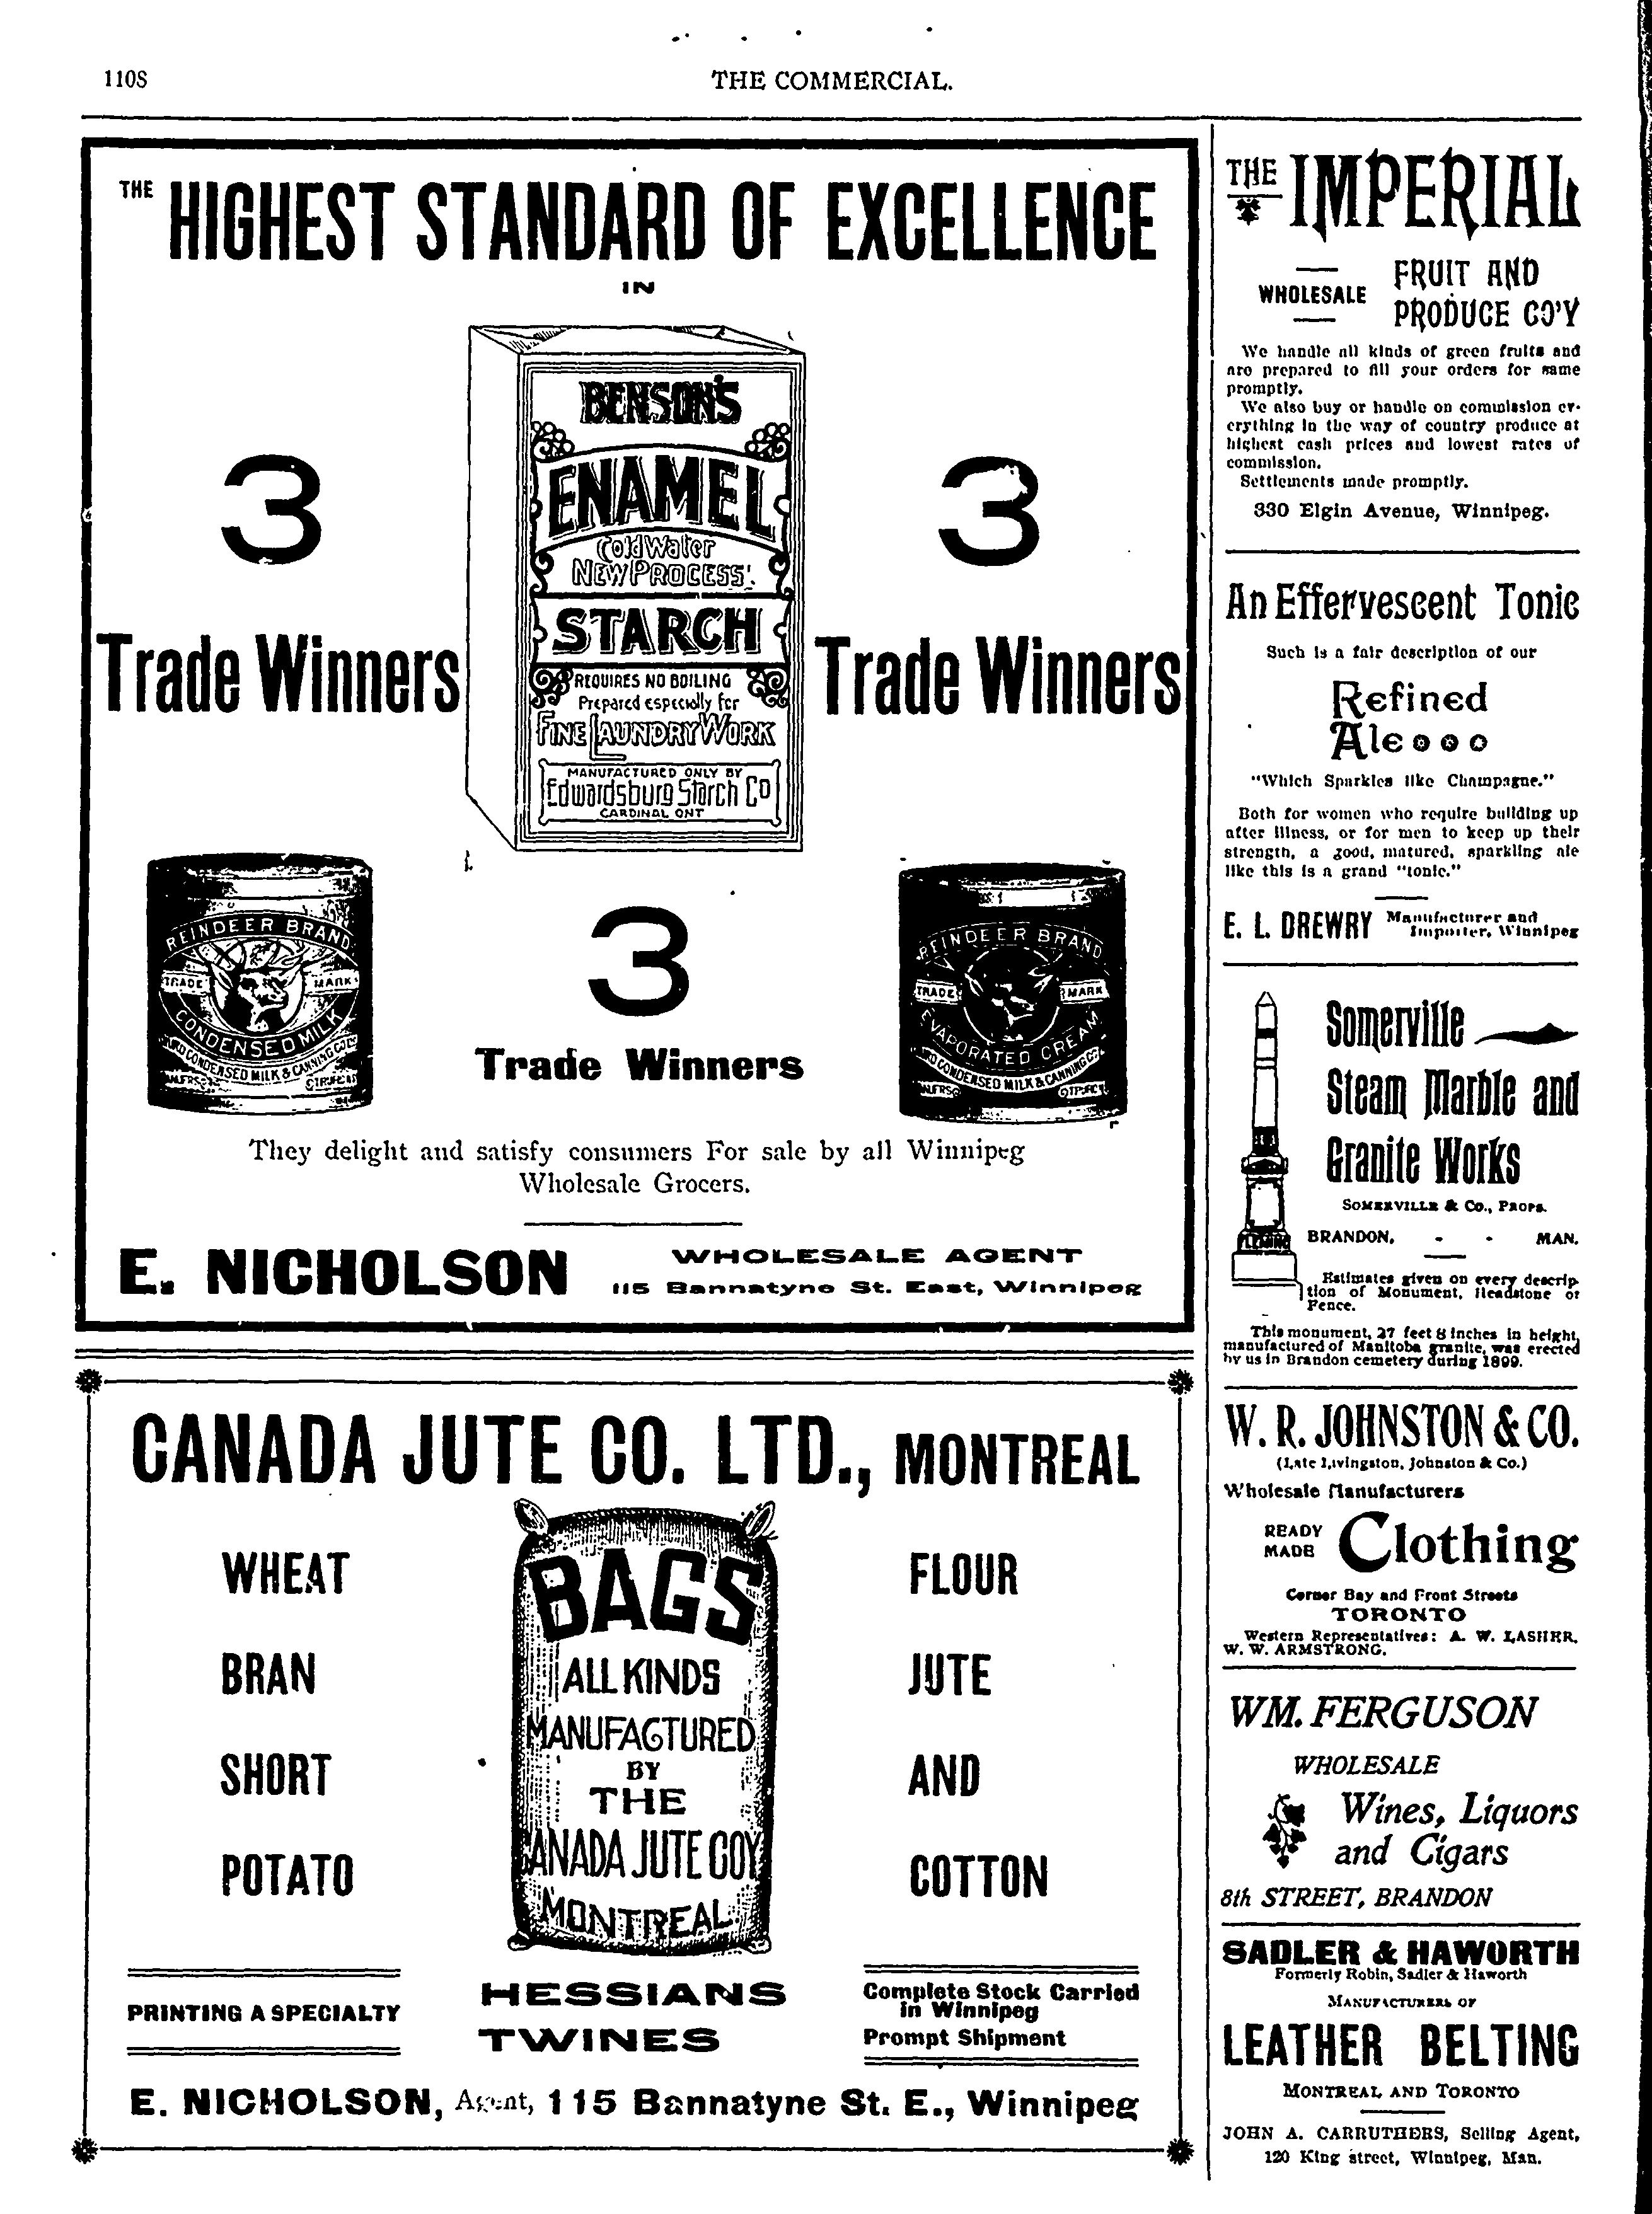 1108
THE COMMERCIAL.
THE HIGHEST STANDARD OF EXCELLENCE
IN
BENSON'S
ENAMEL
Cold Water
NEW PROCESS
STARCH
REQUIRES NO BOILING
Prepared especially for
FINE LAUNDRY WORK
MANUFACTURED ONLY BY
Edwardsburg Starch Co
CARDINAL ONT
3
Trade Winners
3
Trade Winners
REINDEER BRAND
TRADE MARK
CONDENSED MILK
CONDENSED MILK & CANNING CO
MNFRS
3
Trade Winners
REINDEER BRAND
TRADE MARK
EVAPORATED CREAM
CONDENSED MILK & CANNING CO
MNFRS
They delight and satisfy consumers For sale by all Winnipeg
Wholesale Grocers.
E. NICHOLSON
WHOLESALE AGENT
115 Bannatyne St. East, Winnipeg
CANADA JUTE CO. LTD., MONTREAL
WHEAT
BRAN
SHORT
POTATO
BAGS
ALL KINDS
MANUFACTURED
BY
THE
CANADA JUTE COY
MONTREAL
FLOUR
JUTE
AND
COTTON
PRINTING A SPECIALTY
HESSIANS
TWINES
Complete Stock Carried
in Winnipeg
Prompt Shipment
E. NICHOLSON, Agent, 115 Bannatyne St. E., Winnipeg
THE IMPERIAL
WHOLESALE
FRUIT AND
PRODUCE CO'Y
We handle all kinds of green fruits and
are prepared to fill your orders for same
promptly.
We also buy or handle on commission ev-
erything in the way of country produce at
highest cash prices and lowest rates of
commission.
Settlements made promptly.
330 Elgin Avenue, Winnipeg.
An Effervescent Tonic
Such is a fair description of our
Refined
Ale
"Which Sparkles like Champagne."
Both for women who require building up
after illness, or for men to keep up their
strength, a good, matured, sparkling ale
like this is a grand "tonic."
E. L. DREWRY
Manufacturer and
Importer, Winnipeg
Somerville
Steam Marble and
Granite Works
SOMERVILLE & CO., PROPS.
BRANDON, - - MAN.
FLEMING
Estimates given on every descrip-
tion of Monument, Headstone or
Fence.
This monument, 27 feet 8 inches in height,
manufactured of Manitoba granite, was erected
by us in Brandon cemetery during 1899.
W. R. JOHNSTON & CO.
(Late Livingston, Johnston & Co.)
Wholesale Manufacturers
READY
MADE
Clothing
Corner Bay and Front Streets
TORONTO
Western Representatives: A. W. LASHER,
W. W. ARMSTRONG.
WM. FERGUSON
WHOLESALE
Wines, Liquors
and Cigars
8th STREET, BRANDON
SADLER & HAWORTH
Formerly Robin, Sadler & Haworth
MANUFACTURERS OF
LEATHER BELTING
MONTREAL AND TORONTO
JOHN A. CARRUTHERS, Selling Agent,
120 King street, Winnipeg, Man.